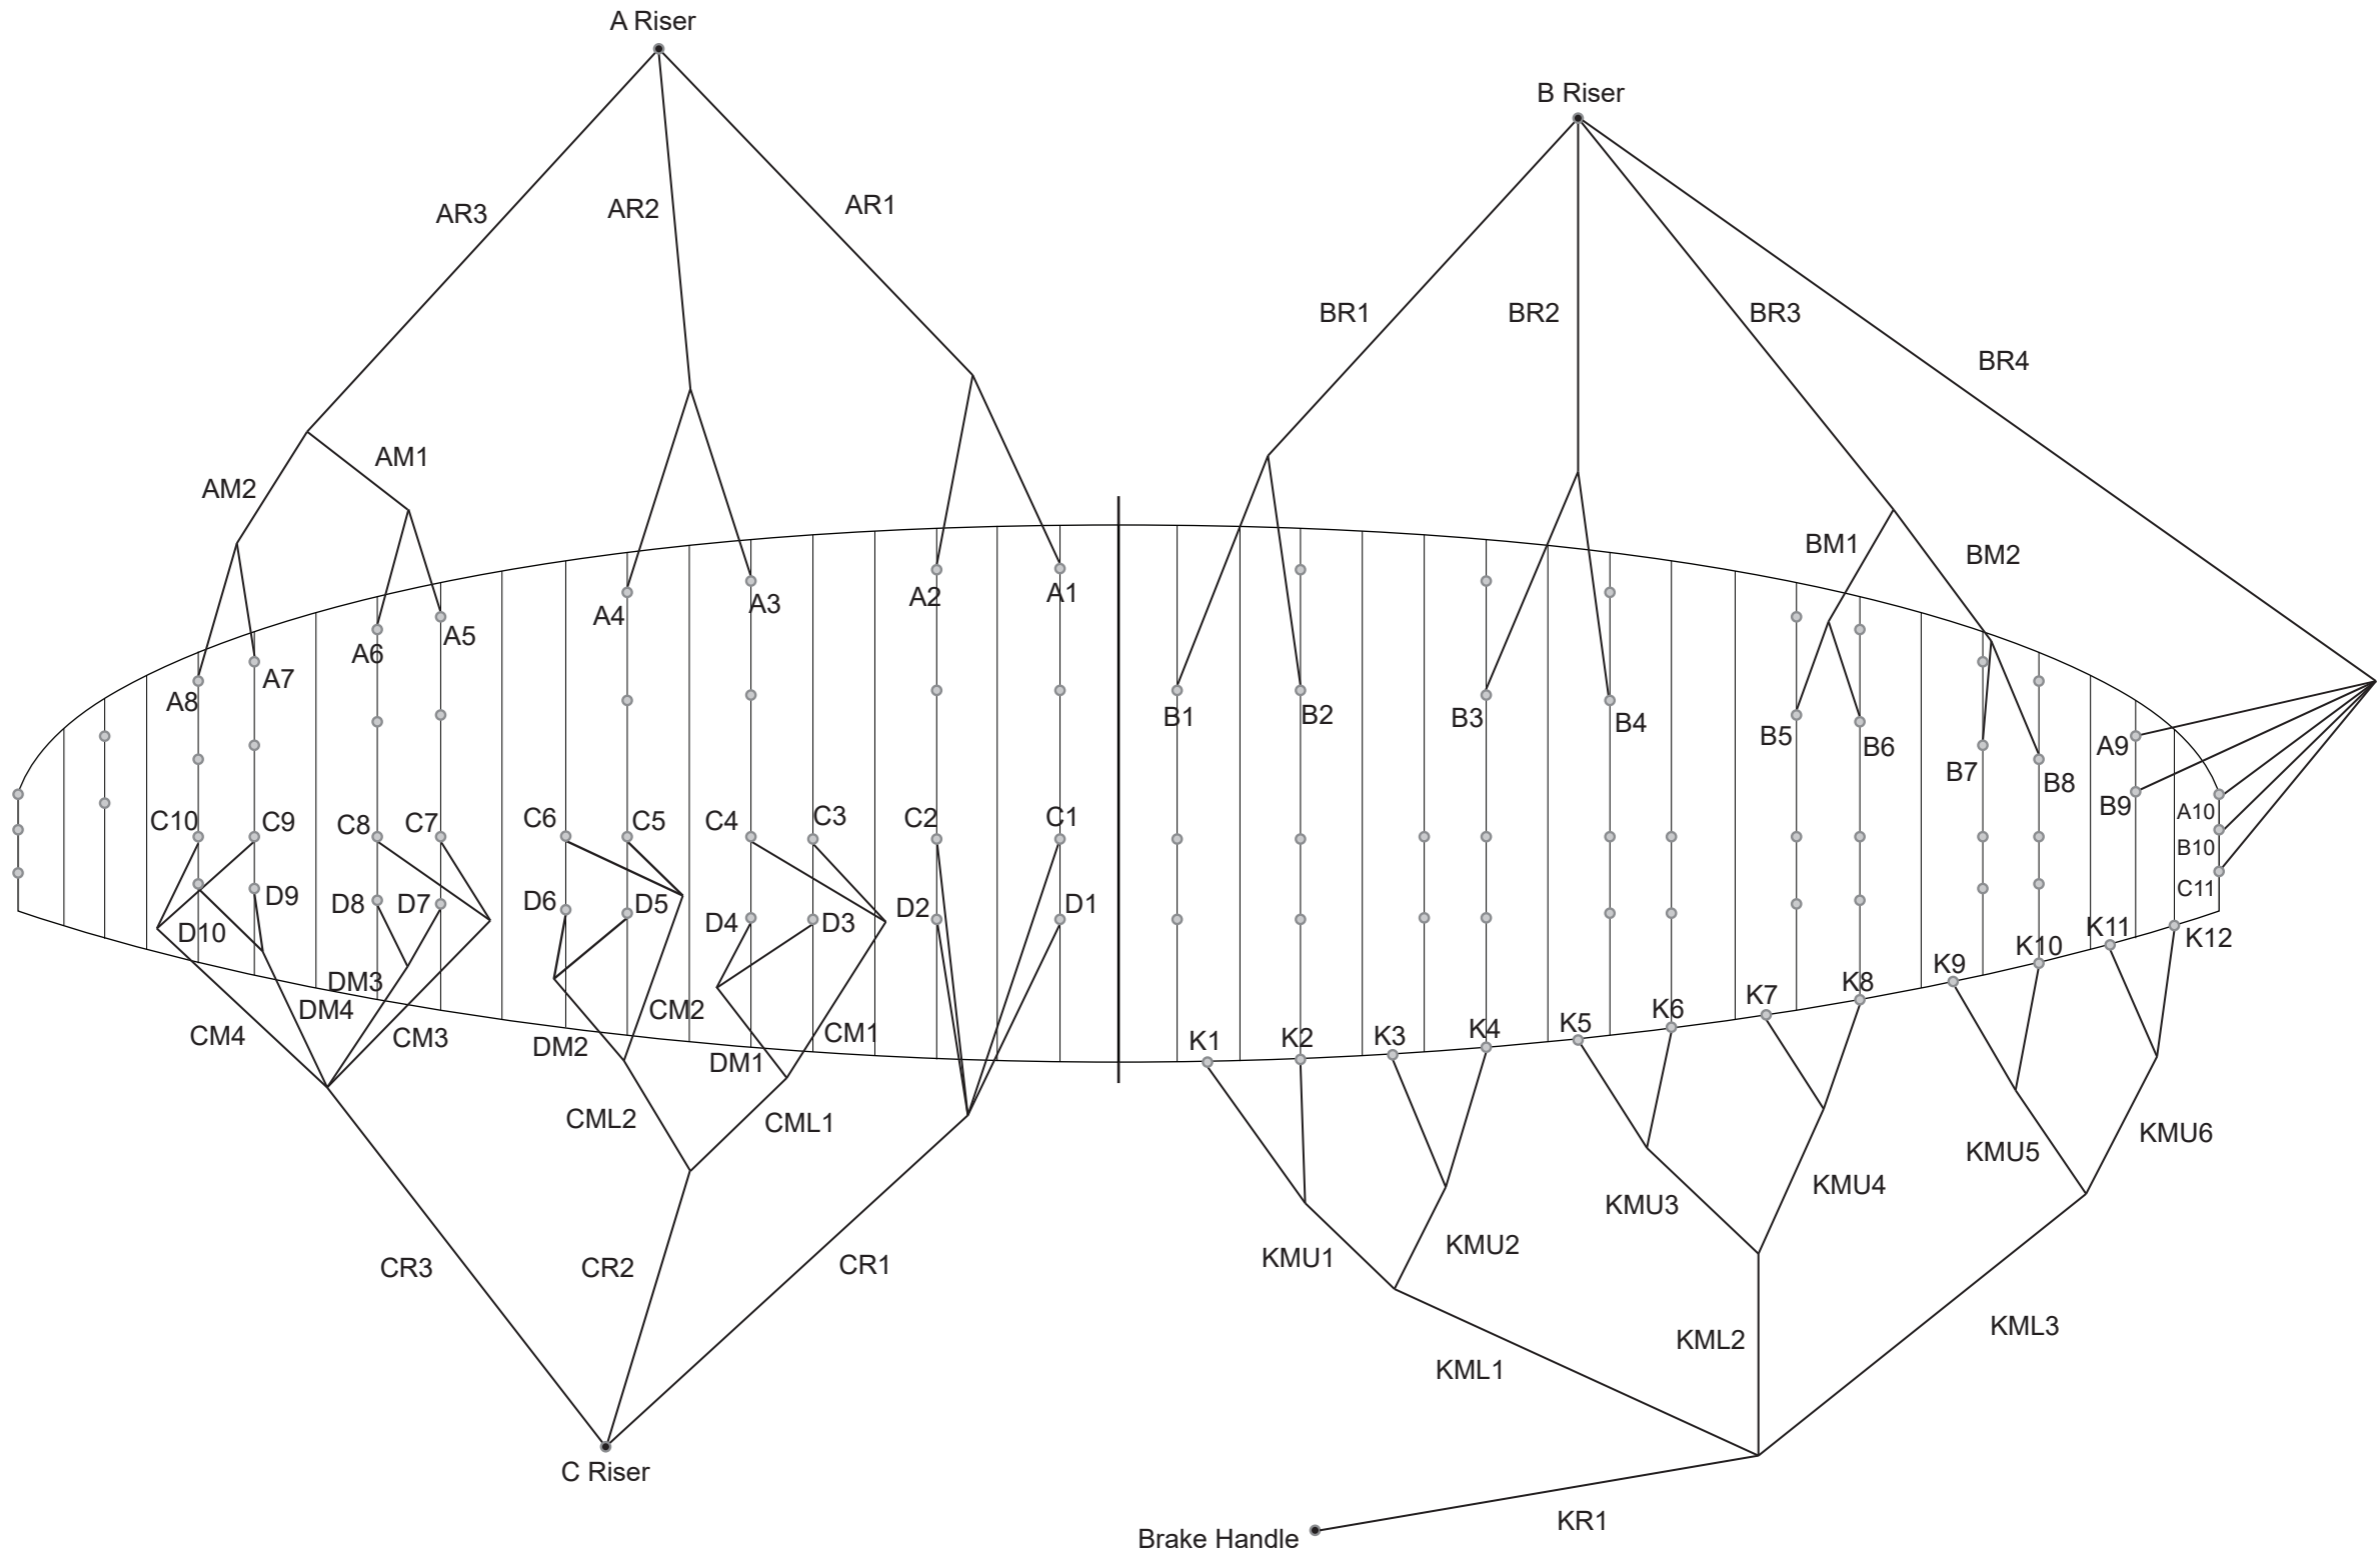 A Riser
B Riser
AR3
AR2
AR1
BR1
BR2
BR3
BR4
AM1
AM2
BM1
BM2
A1
A2
A3
A4
A5
A6
A7
A8
B1
B2
B3
B4
B5
B6
B7
B8
A9
B9
A10
B10
C11
C10
C9
C8
C7
C6
C5
C4
C3
C2
C1
D10
D9
D8
D7
D6
D5
D4
D3
D2
D1
K1
K2
K3
K4
K5
K6
K7
K8
K9
K10
K11
K12
DM3
DM4
CM4
CM3
DM2
CM2
DM1
CM1
CML2
CML1
KMU1
KMU2
KMU3
KMU4
KMU5
KMU6
CR3
CR2
CR1
KML1
KML2
KML3
C Riser
Brake Handle
KR1